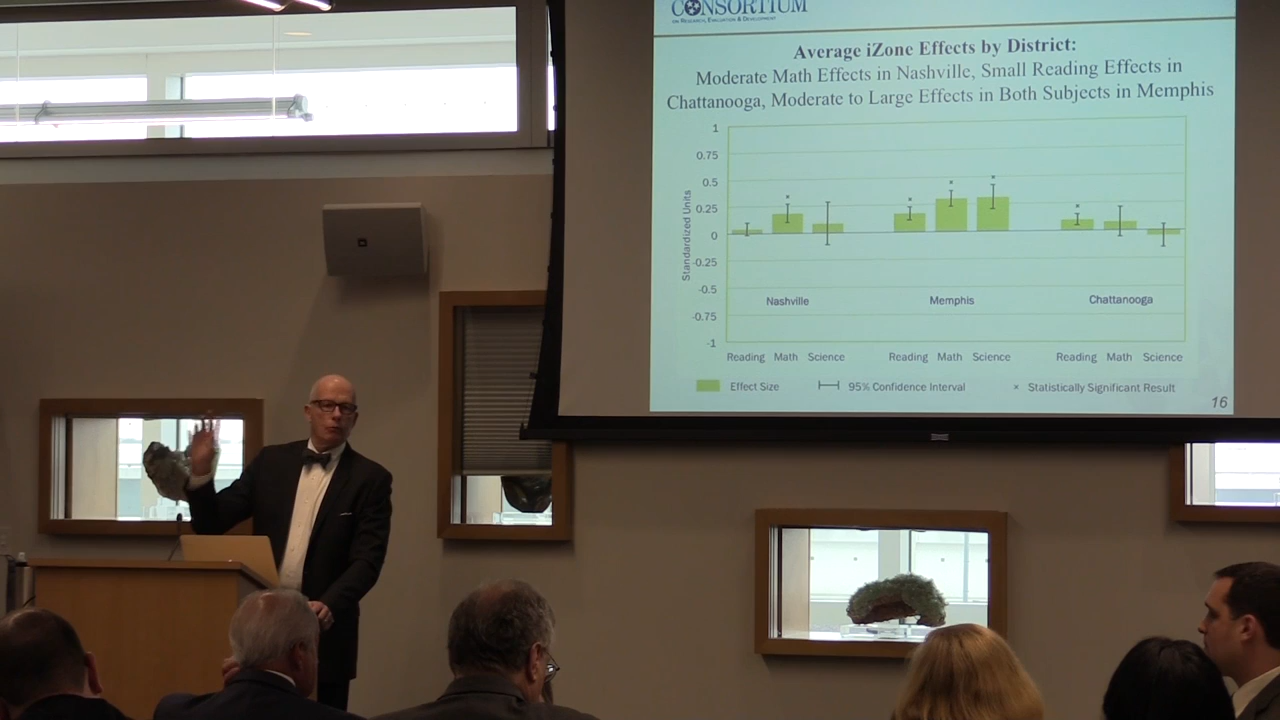 CONSORTIUM
ON RESEARCH, EVALUATION & DEVELOPMENT
Average iZone Effects by District:
Moderate Math Effects in Nashville, Small Reading Effects in
Chattanooga, Moderate to Large Effects in Both Subjects in Memphis
Standardized Units
1
0.75
0.5
0.25
0
-0.25
-0.5
-0.75
-1
Nashville Memphis Chattanooga
Reading Math Science Reading Math Science Reading Math Science
Effect Size 95% Confidence Interval × Statistically Significant Result
16